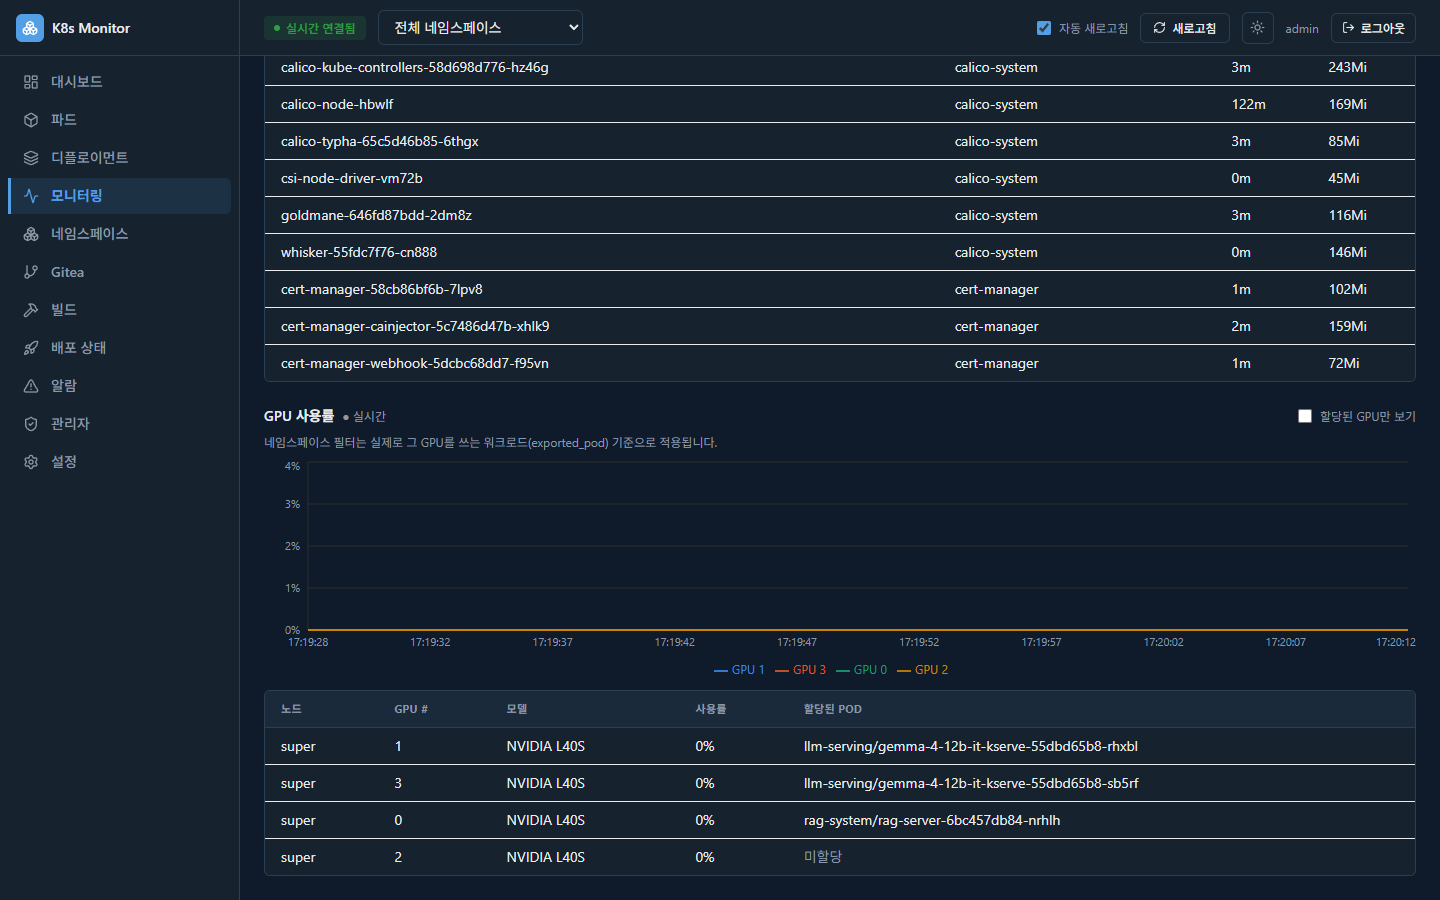 K8s Monitor
실시간 연결됨
전체 네임스페이스
자동 새로고침
새로고침
admin
로그아웃
대시보드
파드
디플로이먼트
모니터링
네임스페이스
Gitea
빌드
배포 상태
알람
관리자
설정
calico-kube-controllers-58d698d776-hz46g calico-system 3m 243Mi
calico-node-hbwlf calico-system 122m 169Mi
calico-typha-65c5d46b85-6thgx calico-system 3m 85Mi
csi-node-driver-vm72b calico-system 0m 45Mi
goldmane-646fd87bdd-2dm8z calico-system 3m 116Mi
whisker-55fdc7f76-cn888 calico-system 0m 146Mi
cert-manager-58cb86bf6b-7lpv8 cert-manager 1m 102Mi
cert-manager-cainjector-5c7486d47b-xhlk9 cert-manager 2m 159Mi
cert-manager-webhook-5dcbc68dd7-f95vn cert-manager 1m 72Mi
GPU 사용률 ● 실시간
할당된 GPU만 보기
네임스페이스 필터는 실제로 그 GPU를 쓰는 워크로드(exported_pod) 기준으로 적용됩니다.
4%
3%
2%
1%
0%
17:19:28 17:19:32 17:19:37 17:19:42 17:19:47 17:19:52 17:19:57 17:20:02 17:20:07 17:20:12
GPU 1 GPU 3 GPU 0 GPU 2
노드 GPU # 모델 사용률 할당된 POD
super 1 NVIDIA L40S 0% llm-serving/gemma-4-12b-it-kserve-55dbd65b8-rhxbl
super 3 NVIDIA L40S 0% llm-serving/gemma-4-12b-it-kserve-55dbd65b8-sb5rf
super 0 NVIDIA L40S 0% rag-system/rag-server-6bc457db84-nrhlh
super 2 NVIDIA L40S 0% 미할당